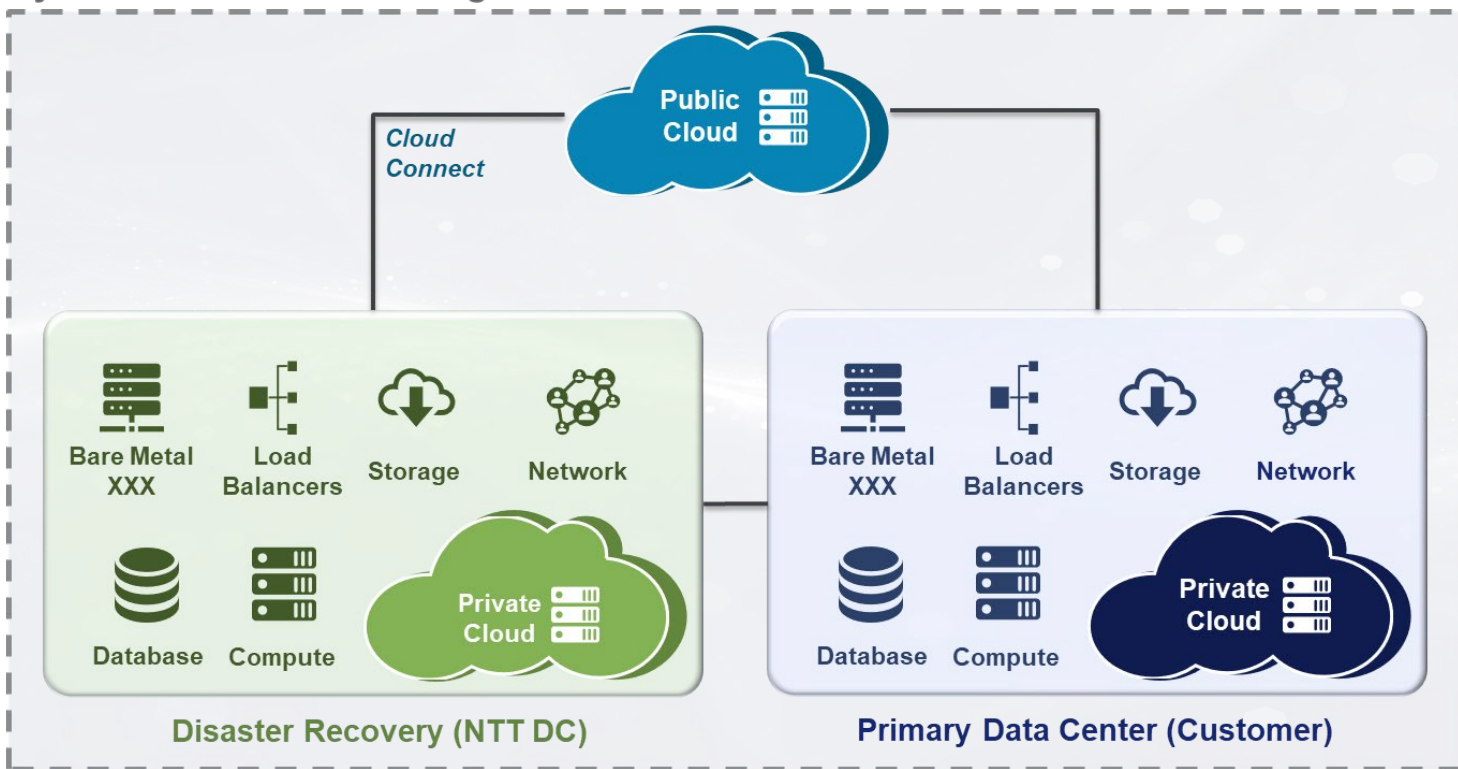 Public
Cloud
Cloud
Connect
Bare Metal
XXX
Load
Balancers
Storage
Network
Database
Compute
Private
Cloud
Disaster Recovery (NTT DC)
Bare Metal
XXX
Load
Balancers
Storage
Network
Database
Compute
Private
Cloud
Primary Data Center (Customer)